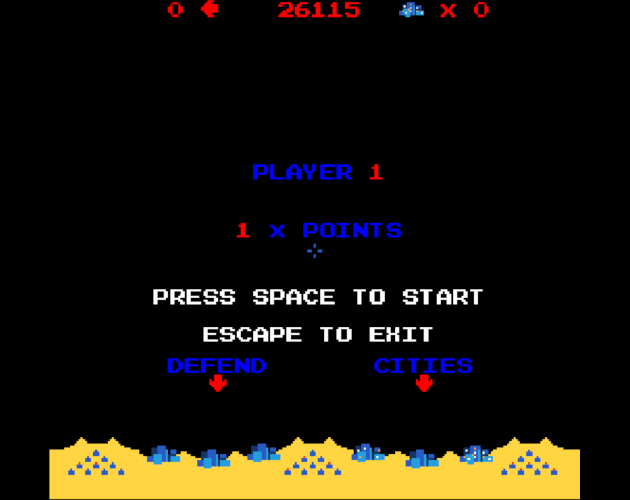 0 26115 x 0
PLAYER 1
1 x POINTS
PRESS SPACE TO START
ESCAPE TO EXIT
DEFEND CITIES